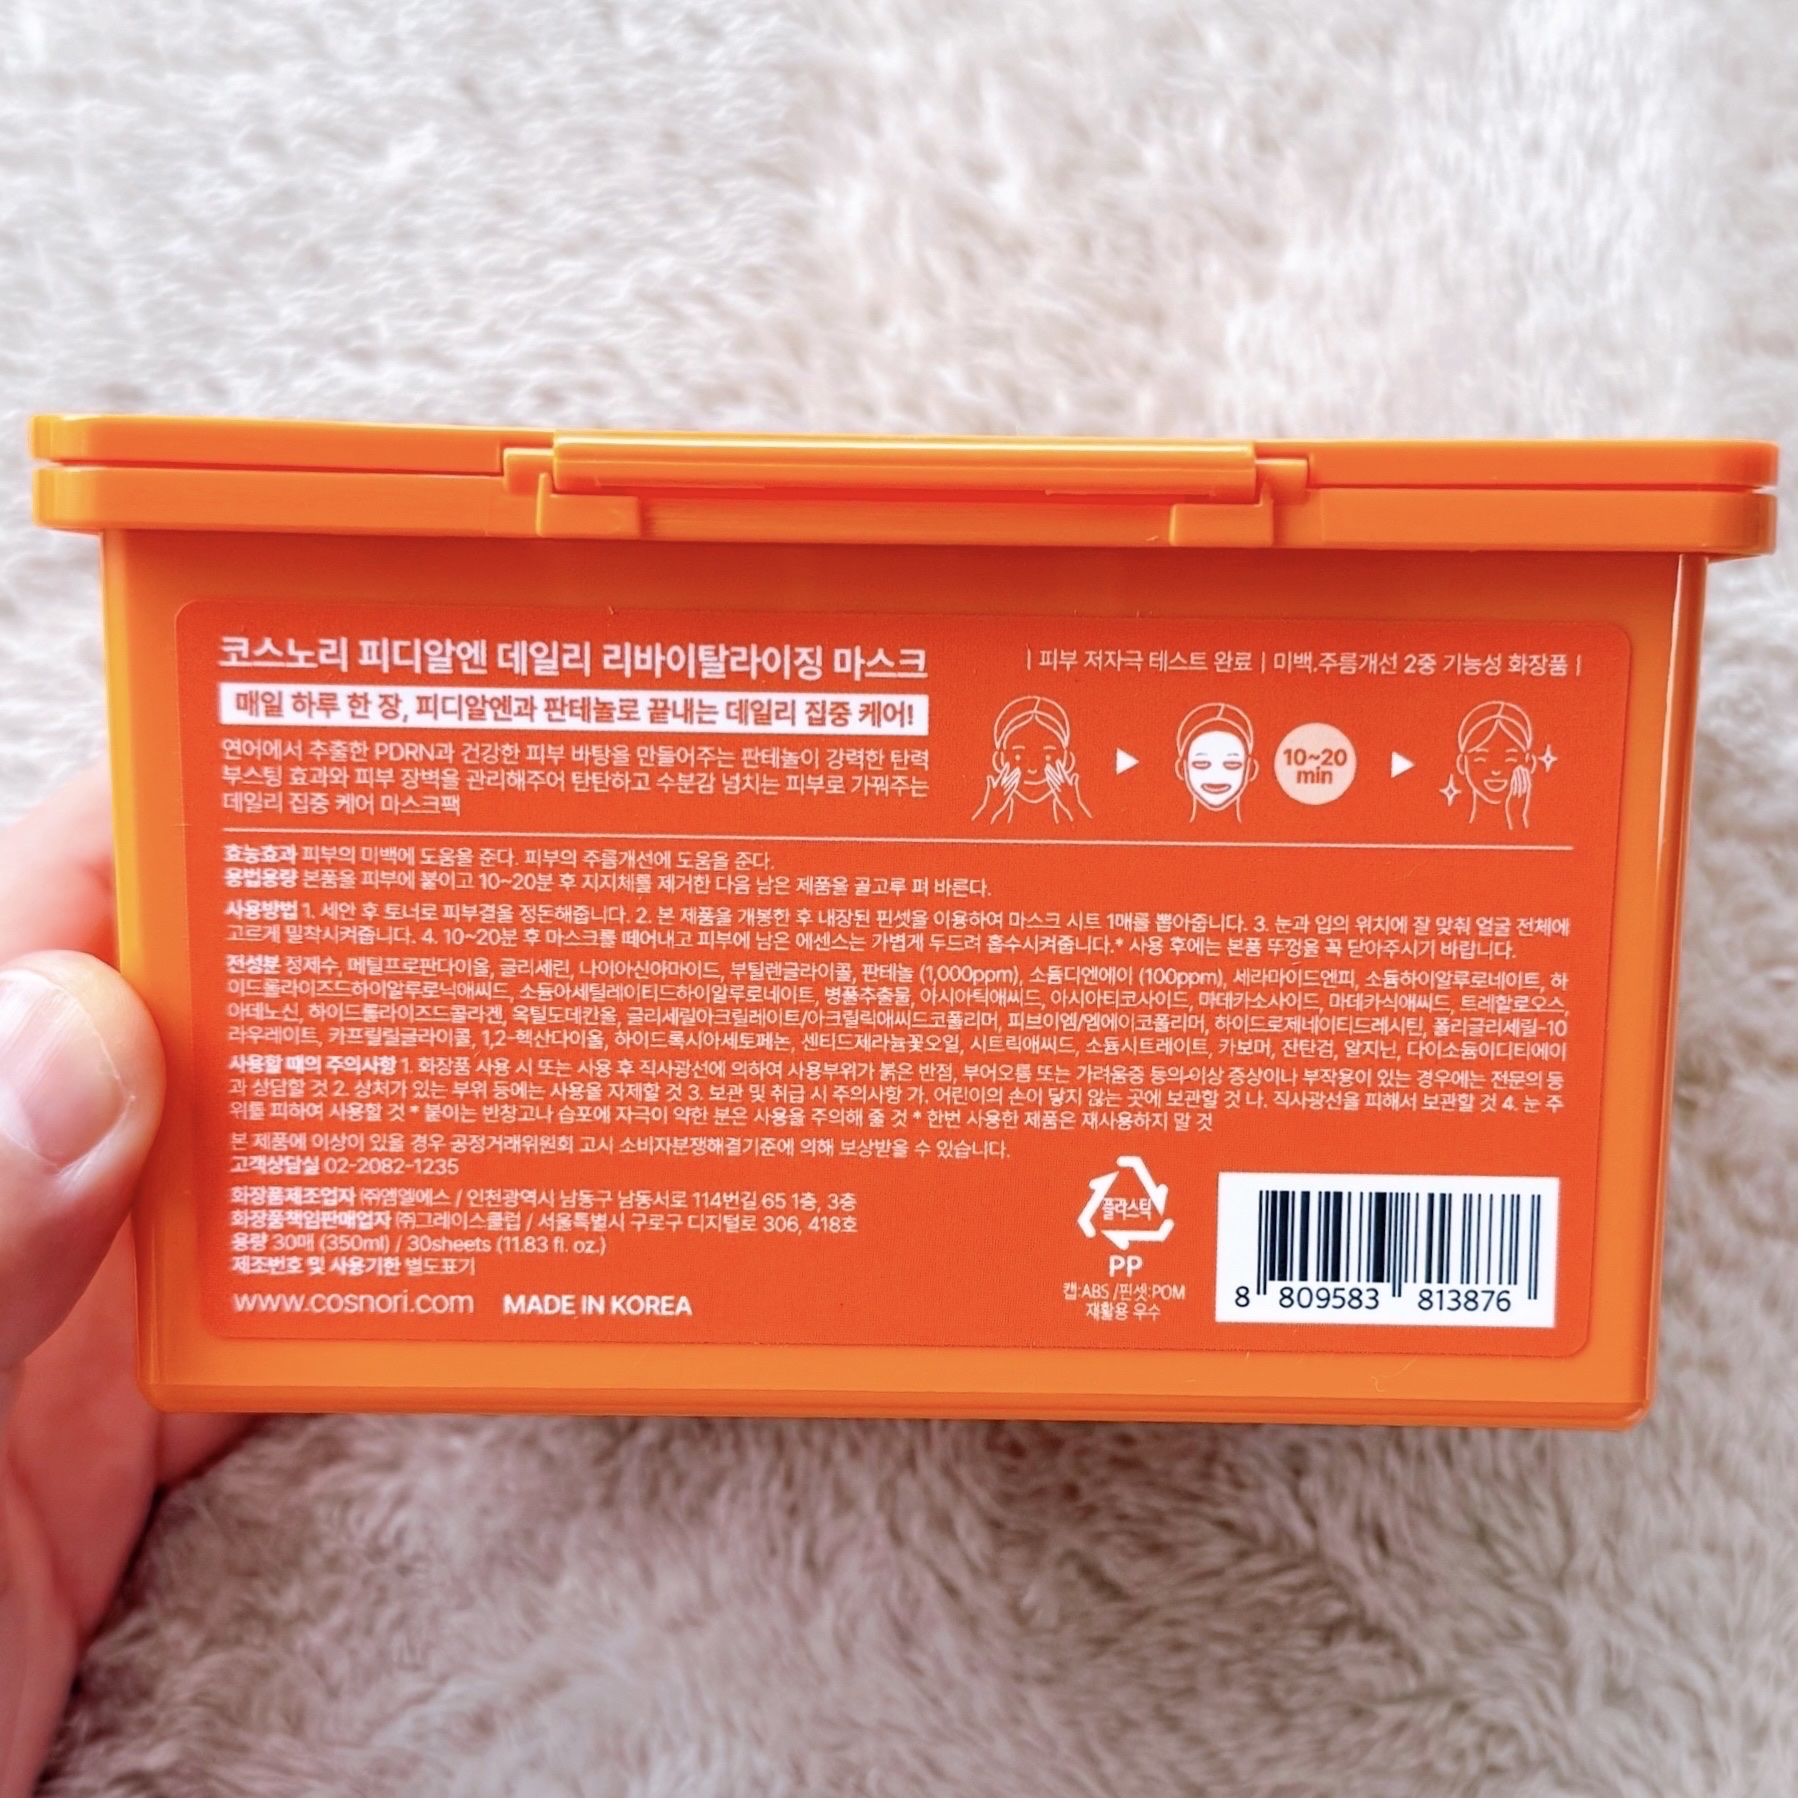 코스노리 피디알엔 데일리 리바이탈라이징 마스크
매일 하루 한 장, 피디알엔과 판테놀로 끝내는 데일리 집중 케어!
연어에서 추출한 PDRN과 건강한 피부 바탕을 만들어주는 판테놀이 강력한 탄력
부스팅 효과와 피부 장벽을 관리해주어 탄탄하고 수분감 넘치는 피부로 가꿔주는
데일리 집중 케어 마스크팩
| 피부 저자극 테스트 완료 | 미백.주름개선 2중 기능성 화장품 |
10~20
min
효능효과 피부의 미백에 도움을 준다. 피부의 주름개선에 도움을 준다.
용법용량 본품을 피부에 붙이고 10~20분 후 지지체를 제거한 다음 남은 제품을 골고루 펴 바른다.
사용방법 1. 세안 후 토너로 피부결을 정돈해줍니다. 2. 본 제품을 개봉한 후 내장된 핀셋을 이용하여 마스크 시트 1매를 뽑아줍니다. 3. 눈과 입의 위치에 잘 맞춰 얼굴 전체에
고르게 밀착시켜줍니다. 4. 10~20분 후 마스크를 떼어내고 피부에 남은 에센스는 가볍게 두드려 흡수시켜줍니다.* 사용 후에는 본품 뚜껑을 꼭 닫아주시기 바랍니다.
전성분 정제수, 메틸프로판다이올, 글리세린, 나이아신아마이드, 부틸렌글라이콜, 판테놀 (1,000ppm), 소듐디엔에이 (100ppm), 세라마이드엔피, 소듐하이알루로네이트, 하
이드롤라이즈드하이알루로닉애씨드, 소듐아세틸레이티드하이알루로네이트, 병풀추출물, 아시아틱애씨드, 아시아티코사이드, 마데카소사이드, 마데카식애씨드, 트레할로오스,
아데노신, 하이드롤라이즈드콜라겐, 옥틸도데칸올, 글리세릴아크릴레이트/아크릴릭애씨드코폴리머, 피브이엠/엠에이코폴리머, 하이드로제네이티드레시틴, 폴리글리세릴-10
라우레이트, 카프릴릴글라이콜, 1,2-헥산다이올, 하이드록시아세토페논, 센티드제라늄꽃오일, 시트릭애씨드, 소듐시트레이트, 카보머, 잔탄검, 알지닌, 다이소듐이디티에이
사용할 때의 주의사항 1. 화장품 사용 시 또는 사용 후 직사광선에 의하여 사용부위가 붉은 반점, 부어오름 또는 가려움증 등의 이상 증상이나 부작용이 있는 경우에는 전문의 등
과 상담할 것 2. 상처가 있는 부위 등에는 사용을 자제할 것 3. 보관 및 취급 시 주의사항 가. 어린이의 손이 닿지 않는 곳에 보관할 것 나. 직사광선을 피해서 보관할 것 4. 눈 주
위를 피하여 사용할 것 * 붙이는 반창고나 습포에 자극이 약한 분은 사용을 주의해 줄 것 * 한번 사용한 제품은 재사용하지 말 것
본 제품에 이상이 있을 경우 공정거래위원회 고시 소비자분쟁해결기준에 의해 보상받을 수 있습니다.
고객상담실 02-2082-1235
화장품제조업자 ㈜엠엘에스 / 인천광역시 남동구 남동서로 114번길 65 1층, 3층
화장품책임판매업자 ㈜그레이스클럽 / 서울특별시 구로구 디지털로 306, 418호
용량 30매 (350ml) / 30sheets (11.83 fl. oz.)
제조번호 및 사용기한 별도표기
www.cosnori.com MADE IN KOREA
플라스틱
PP
캡:ABS /핀셋:POM
재활용 우수
8 809583 813876